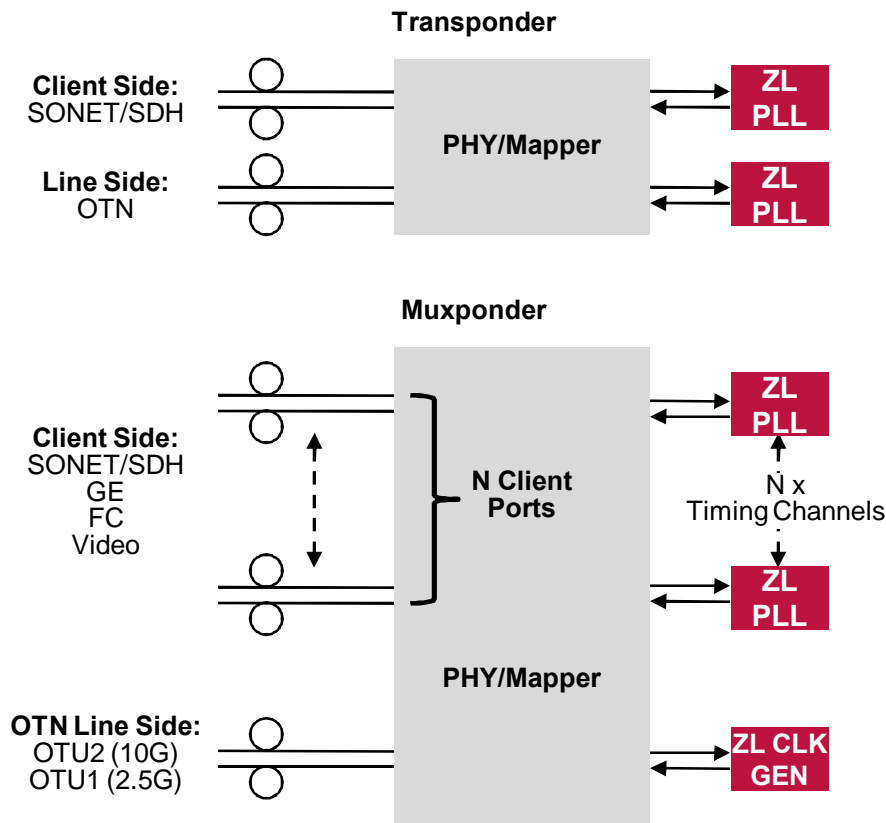 Transponder
Client Side:
SONET/SDH
ZL
PLL
PHY/Mapper
Line Side:
OTN
ZL
PLL
Muxponder
ZL
PLL
Client Side:
SONET/SDH
GE
FC
Video
N Client
Ports
N x
Timing Channels
ZL
PLL
PHY/Mapper
OTN Line Side:
OTU2 (10G)
OTU1 (2.5G)
ZL CLK
GEN